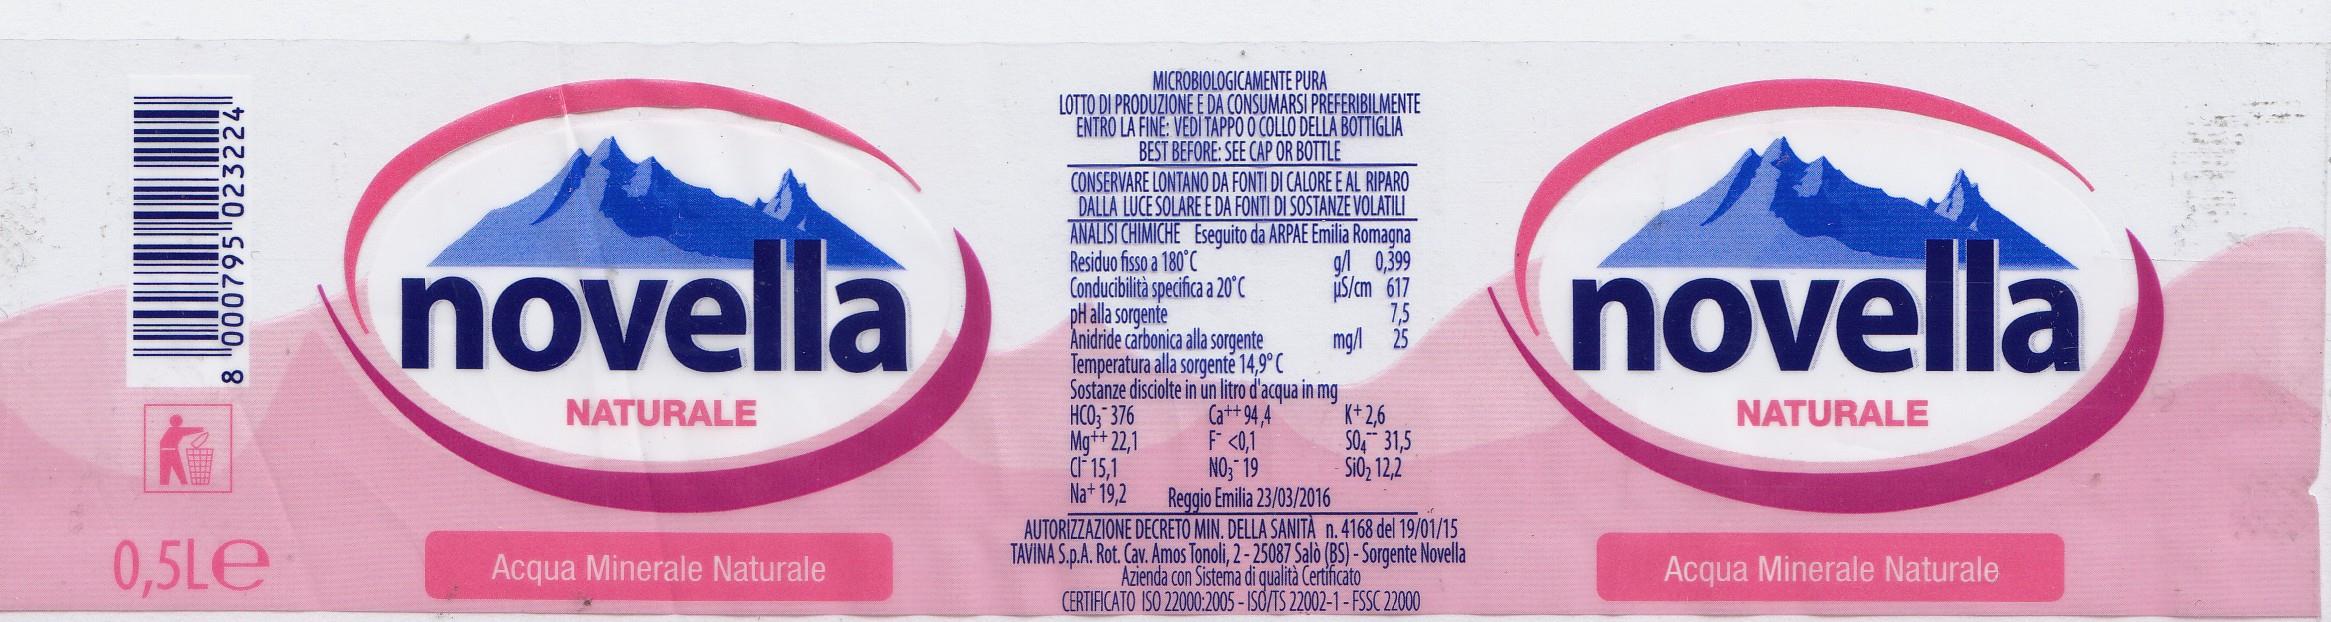 8 000795 023224
0,5L e
novella
NATURALE
Acqua Minerale Naturale
MICROBIOLOGICAMENTE PURA
LOTTO DI PRODUZIONE E DA CONSUMARSI PREFERIBILMENTE
ENTRO LA FINE: VEDI TAPPO O COLLO DELLA BOTTIGLIA
BEST BEFORE: SEE CAP OR BOTTLE
CONSERVARE LONTANO DA FONTI DI CALORE E AL RIPARO
DALLA LUCE SOLARE E DA FONTI DI SOSTANZE VOLATILI
ANALISI CHIMICHE Eseguito da ARPAE Emilia Romagna
Residuo fisso a 180°C g/l 0,399
Conducibilità specifica a 20°C µS/cm 617
pH alla sorgente 7,5
Anidride carbonica alla sorgente mg/l 25
Temperatura alla sorgente 14,9°C
Sostanze disciolte in un litro d'acqua in mg
HCO₃⁻ 376 Ca⁺⁺ 94,4 K⁺ 2,6
Mg⁺⁺ 22,1 F⁻ <0,1 SO₄⁻⁻ 31,5
Cl⁻ 15,1 NO₃⁻ 19 SiO₂ 12,2
Na⁺ 19,2 Reggio Emilia 23/03/2016
AUTORIZZAZIONE DECRETO MIN. DELLA SANITÀ n. 4168 del 19/01/15
TAVINA S.p.A. Rot. Cav. Amos Tonoli, 2 - 25087 Salò (BS) - Sorgente Novella
Azienda con Sistema di qualità Certificato
CERTIFICATO ISO 22000:2005 - ISO/TS 22002-1 - FSSC 22000
novella
NATURALE
Acqua Minerale Naturale